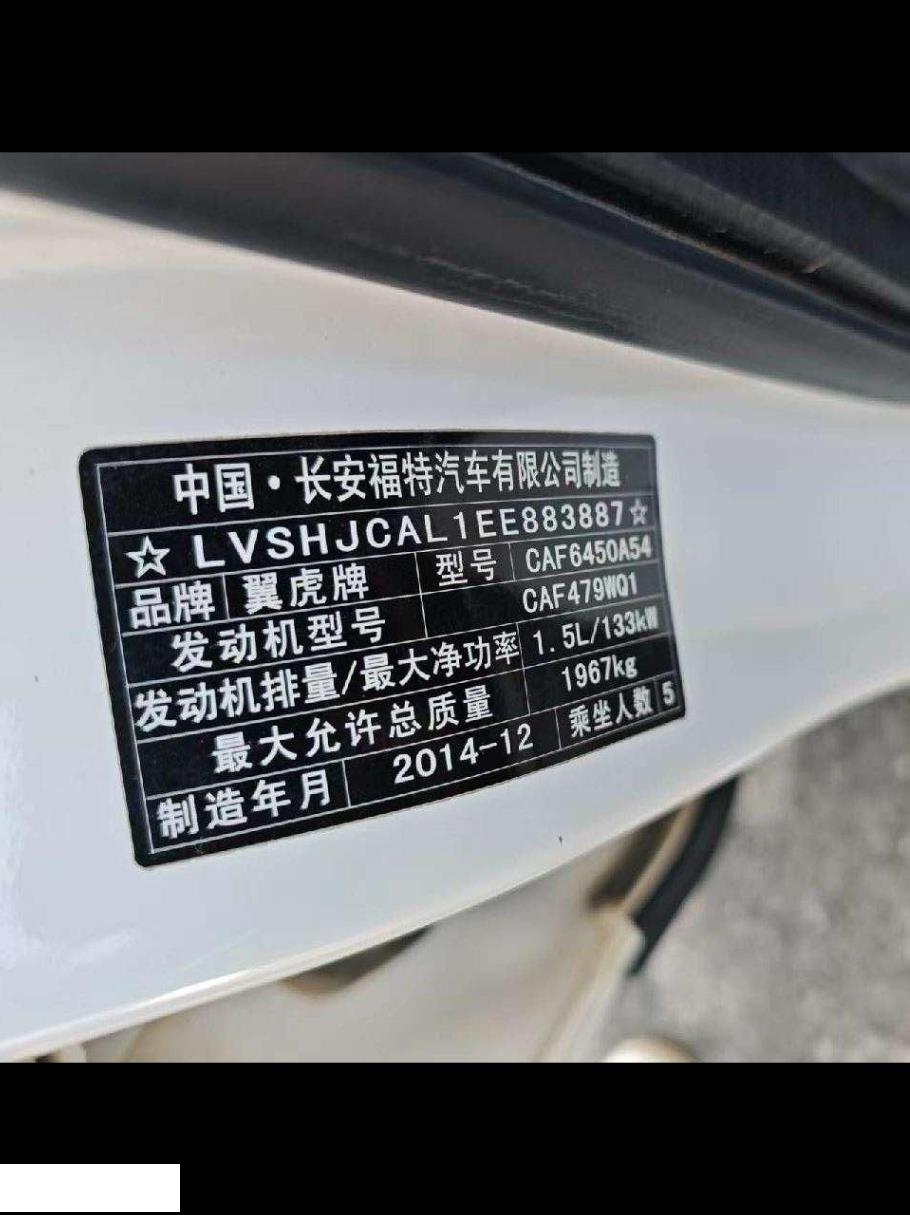 中国·长安福特汽车有限公司制造
☆LVSHJCAL1EE883887☆
品牌 翼虎牌 型号 CAF6450A54
发动机型号 CAF479WQ1
发动机排量/最大净功率 1.5L/133kW
最大允许总质量 1967kg
制造年月 2014-12 乘坐人数 5